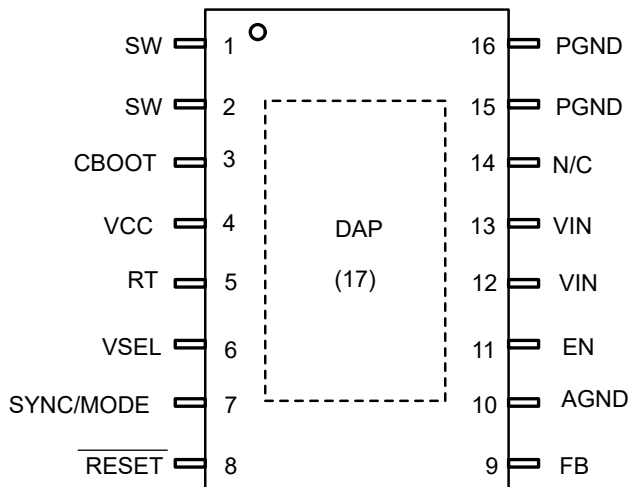 SW 1 16 PGND
SW 2 15 PGND
CBOOT 3 14 N/C
VCC 4 DAP 13 VIN
RT 5 (17) 12 VIN
VSEL 6 11 EN
SYNC/MODE 7 10 AGND
RESET 8 9 FB